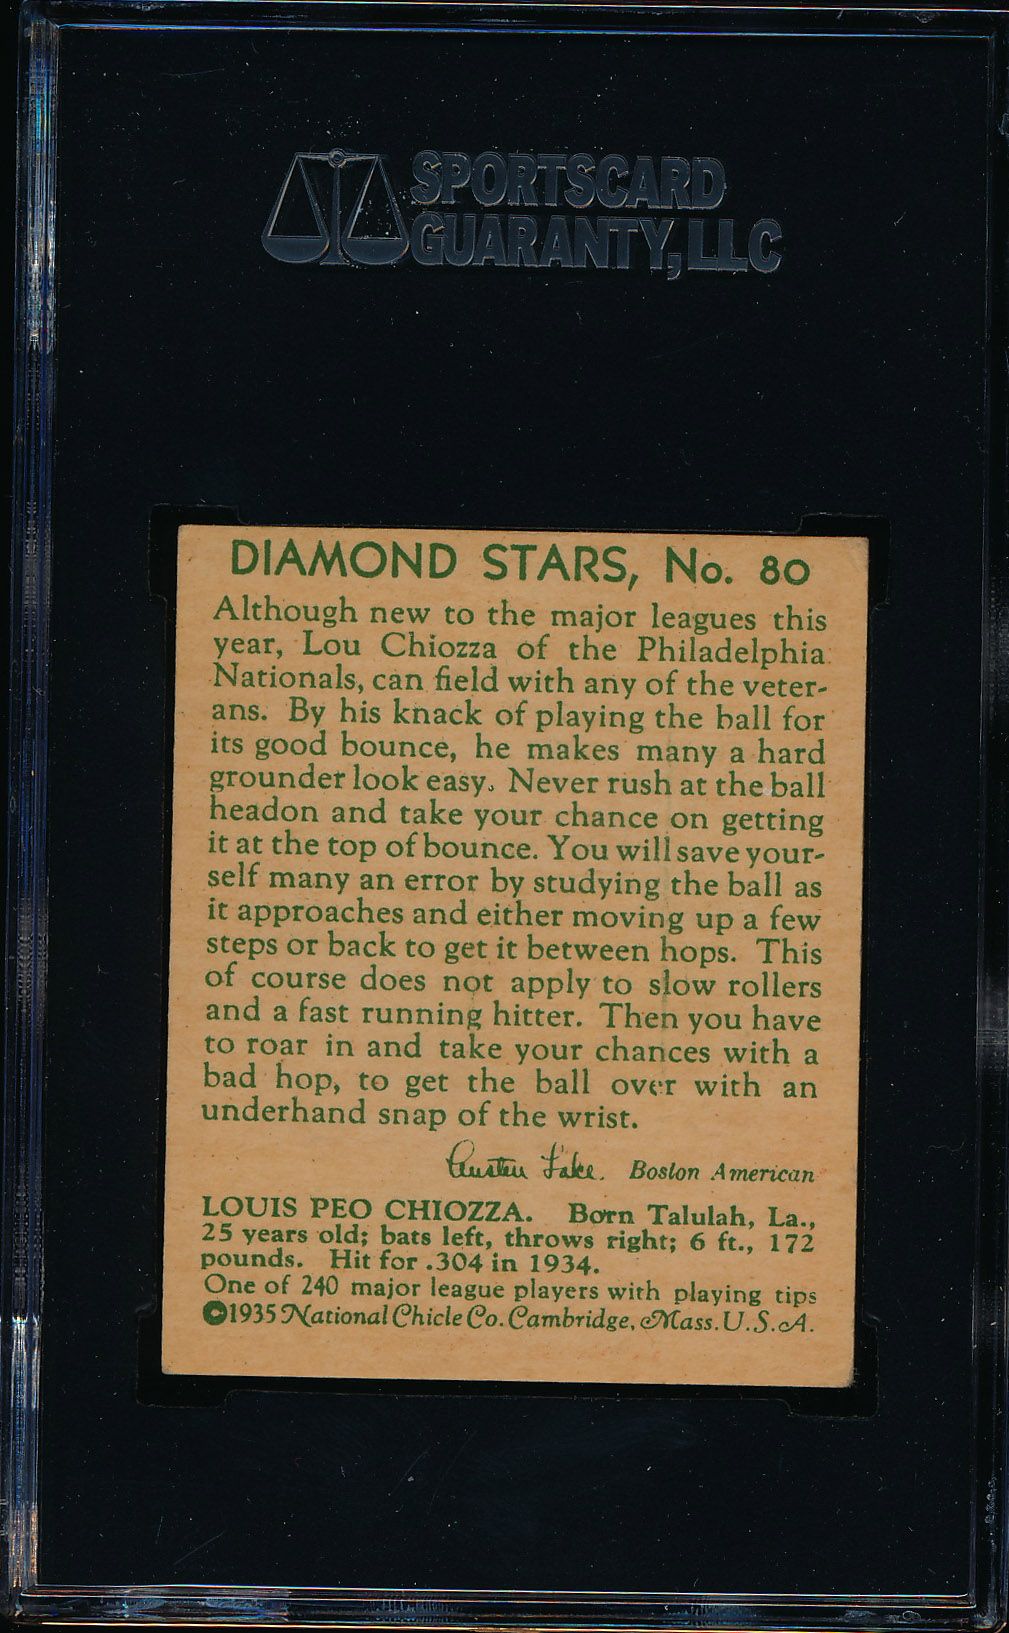 SPORTSCARD
GUARANTY, LLC
DIAMOND STARS, No. 80
Although new to the major leagues this
year, Lou Chiozza of the Philadelphia
Nationals, can field with any of the veter-
ans. By his knack of playing the ball for
its good bounce, he makes many a hard
grounder look easy. Never rush at the ball
headon and take your chance on getting
it at the top of bounce. You will save your-
self many an error by studying the ball as
it approaches and either moving up a few
steps or back to get it between hops. This
of course does not apply to slow rollers
and a fast running hitter. Then you have
to roar in and take your chances with a
bad hop, to get the ball over with an
underhand snap of the wrist.
Austen Lake. Boston American
LOUIS PEO CHIOZZA. Born Talulah, La.,
25 years old; bats left, throws right; 6 ft., 172
pounds. Hit for .304 in 1934.
One of 240 major league players with playing tips
©1935 National Chicle Co. Cambridge, Mass. U.S.A.